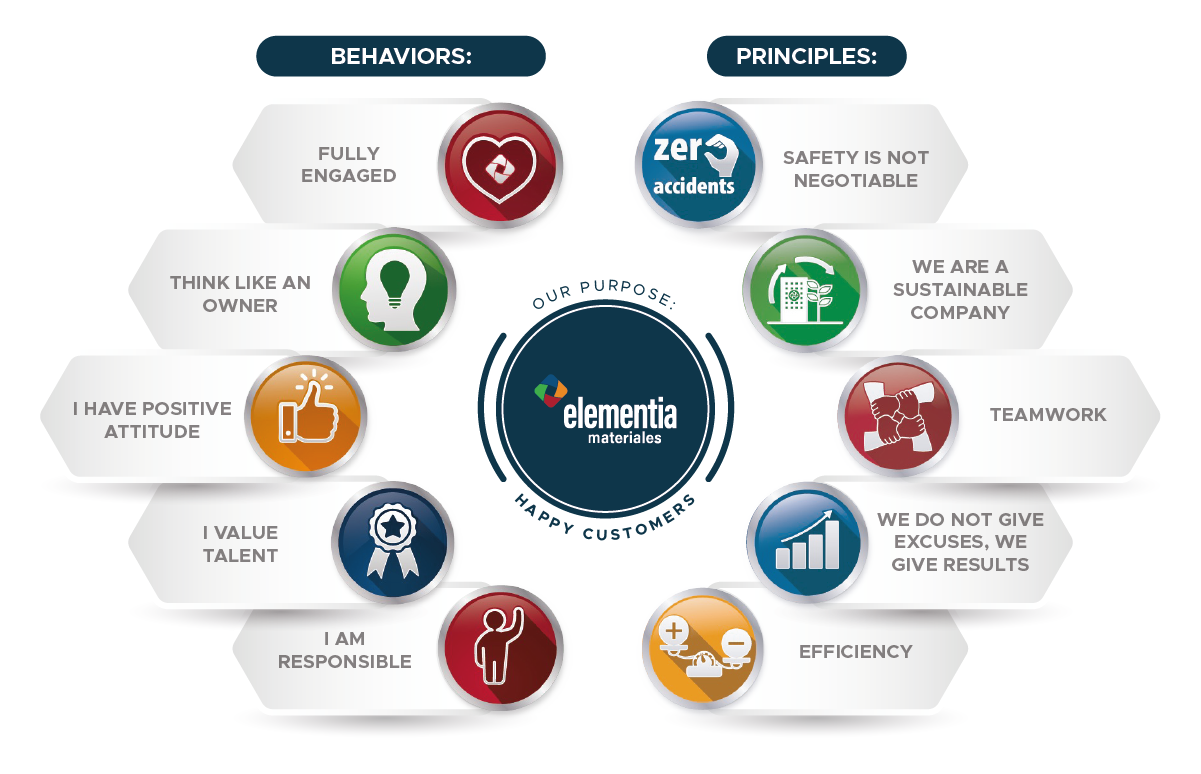 BEHAVIORS:
FULLY
ENGAGED
THINK LIKE AN
OWNER
I HAVE POSITIVE
ATTITUDE
I VALUE
TALENT
I AM
RESPONSIBLE
OUR PURPOSE:
elementia
materiales
HAPPY CUSTOMERS
PRINCIPLES:
zero
accidents
SAFETY IS NOT
NEGOTIABLE
WE ARE A
SUSTAINABLE
COMPANY
TEAMWORK
WE DO NOT GIVE
EXCUSES, WE
GIVE RESULTS
+
−
EFFICIENCY